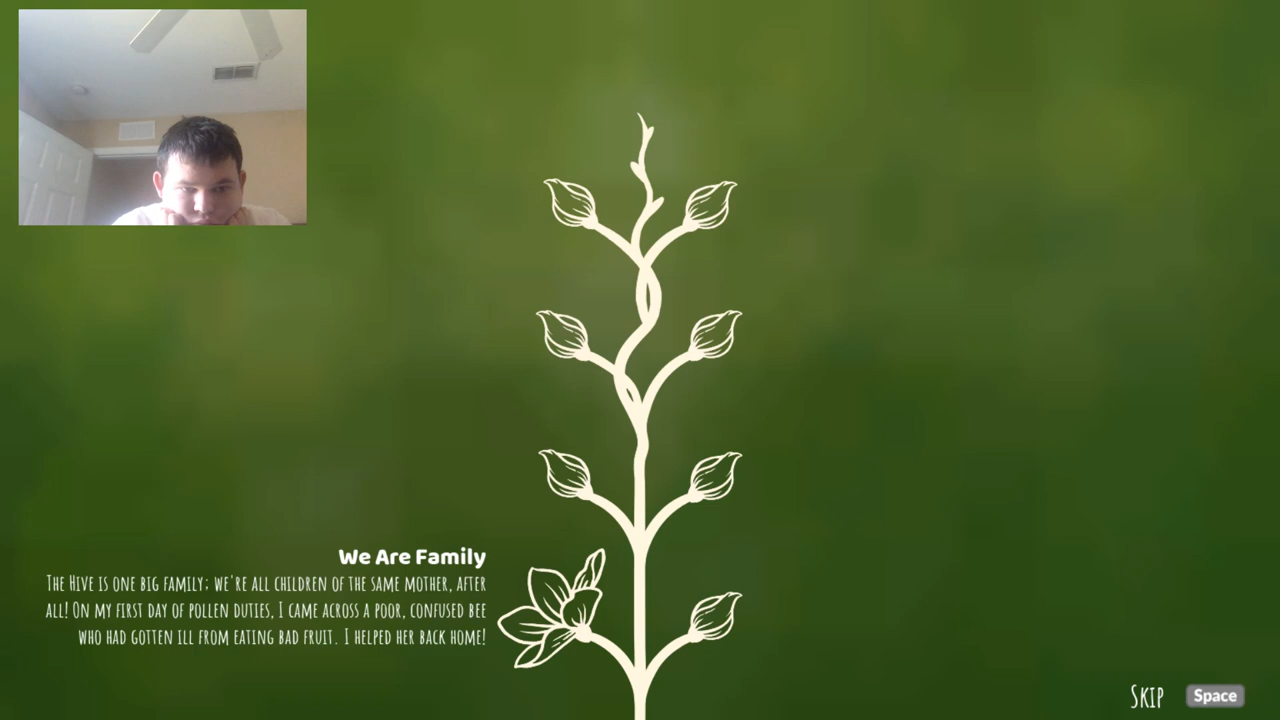 We Are Family
The Hive is one big family; we're all children of the same mother, after
all! On my first day of pollen duties, I came across a poor, confused bee
who had gotten ill from eating bad fruit. I helped her back home!
Skip Space